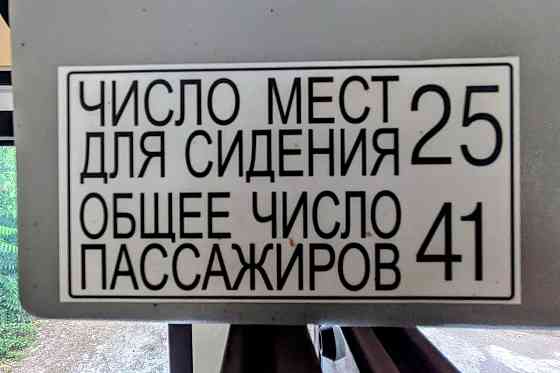 ЧИСЛО МЕСТ
ДЛЯ СИДЕНИЯ 25
ОБЩЕЕ ЧИСЛО
ПАССАЖИРОВ 41